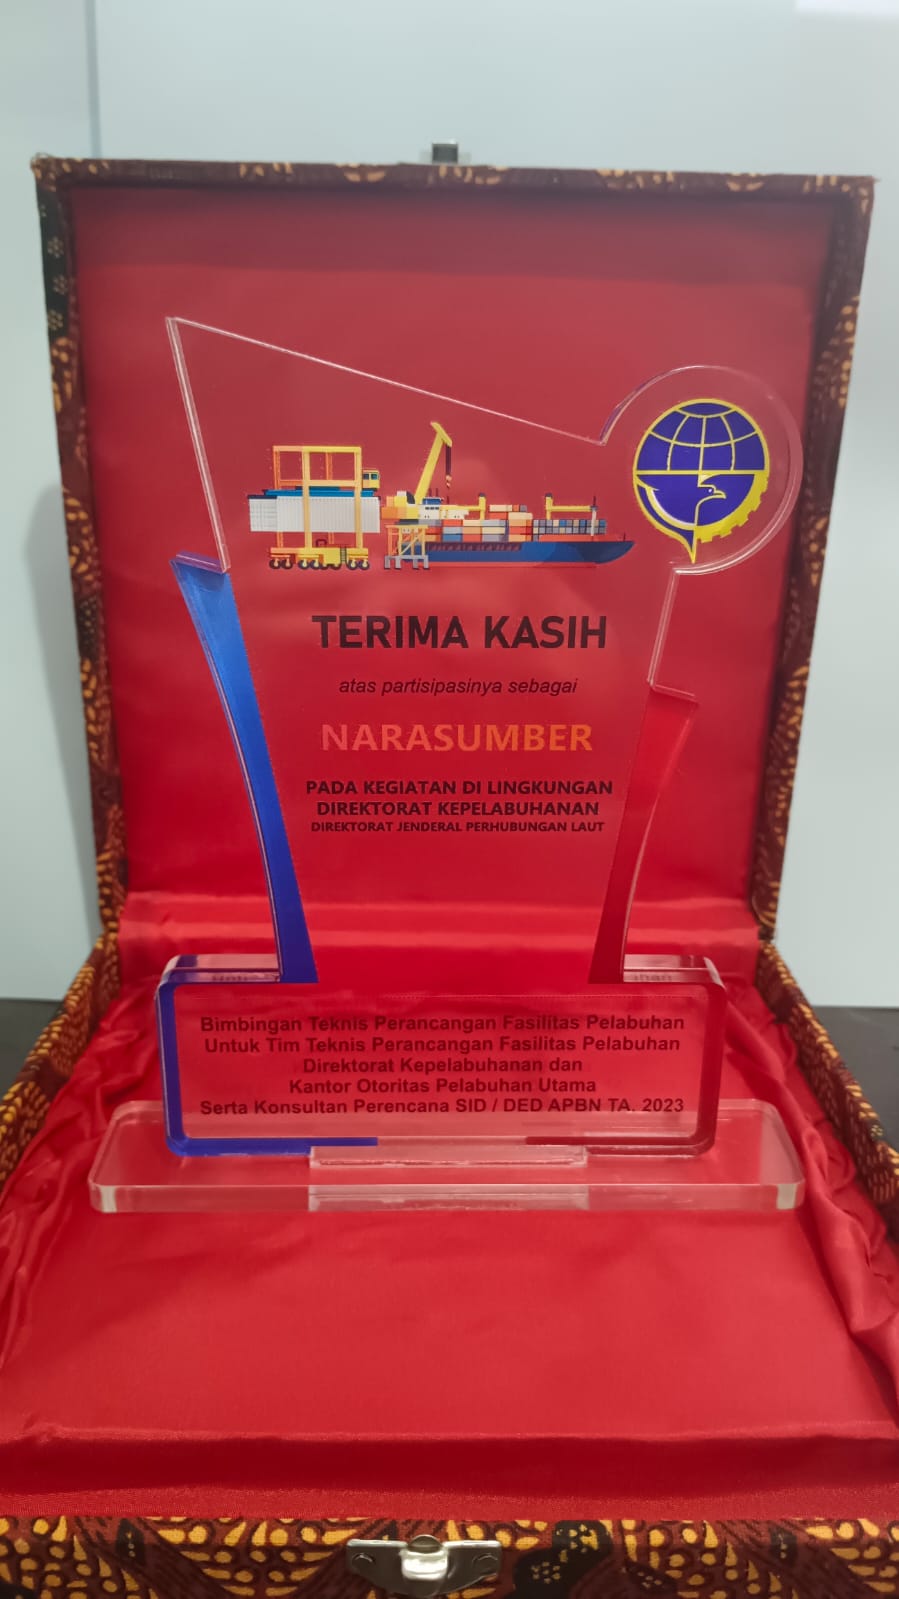 TERIMA KASIH
atas partisipasinya sebagai
NARASUMBER
PADA KEGIATAN DI LINGKUNGAN
DIREKTORAT KEPELABUHANAN
DIREKTORAT JENDERAL PERHUBUNGAN LAUT
Bimbingan Teknis Perancangan Fasilitas Pelabuhan
Untuk Tim Teknis Perancangan Fasilitas Pelabuhan
Direktorat Kepelabuhanan dan
Kantor Otoritas Pelabuhan Utama
Serta Konsultan Perencana SID / DED APBN TA. 2023